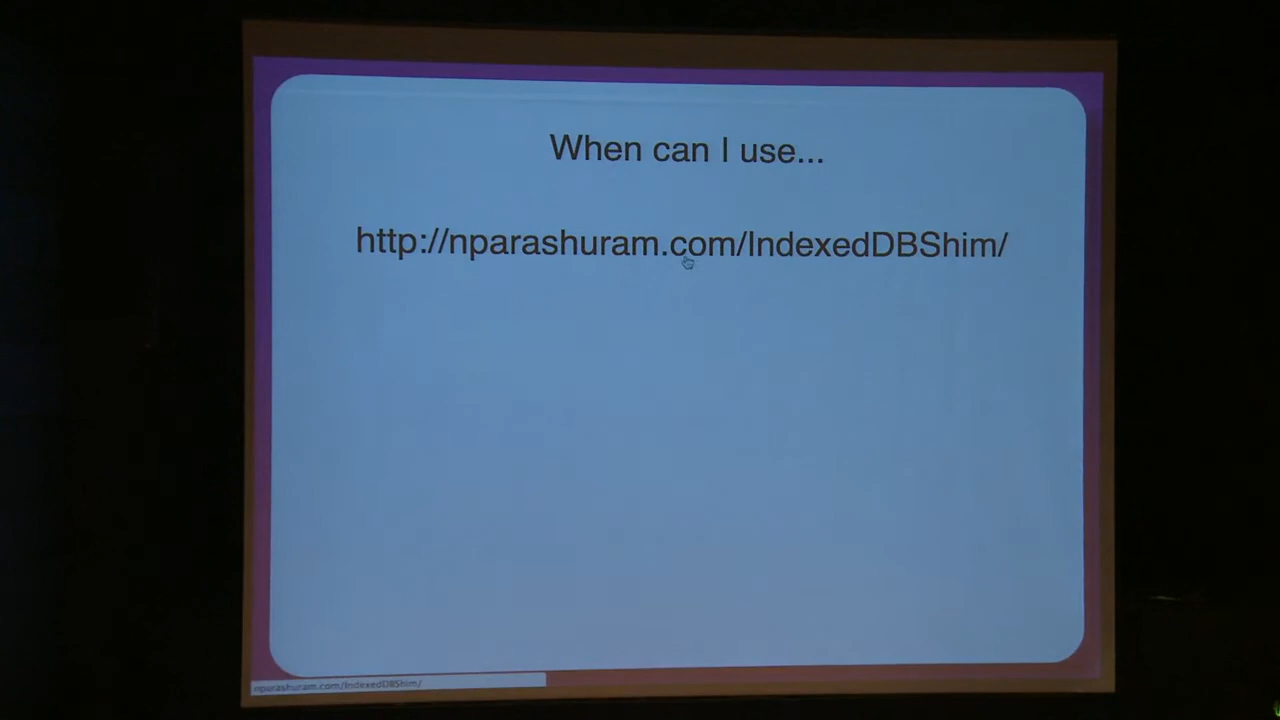 When can I use...
http://nparashuram.com/IndexedDBShim/
nparashuram.com/IndexedDBShim/